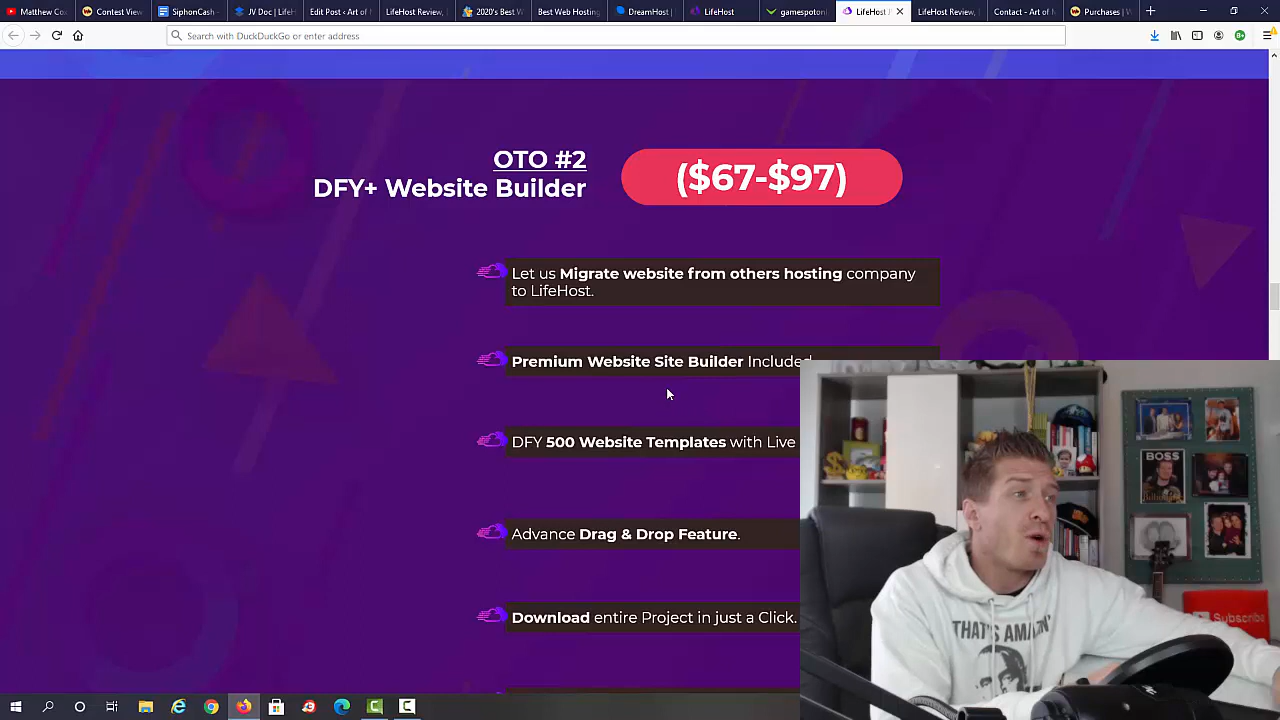 Matthew Co
Contest View
SiphonCash -
JV Doc | LifeH
Edit Post ‹ Art of M
LifeHost Review,
2020's Best W
Best Web Hosting
DreamHost |
LifeHost
gamespotonl
LifeHost J
LifeHost Review,
Contact - Art of M
Purchases | W
Search with DuckDuckGo or enter address
OTO #2
DFY+ Website Builder
($67-$97)
Let us Migrate website from others hosting company
to LifeHost.
Premium Website Site Builder Included
DFY 500 Website Templates with Live
Advance Drag & Drop Feature.
Download entire Project in just a Click.
BOSS
THAT'S AMAZIN'
Subscribe